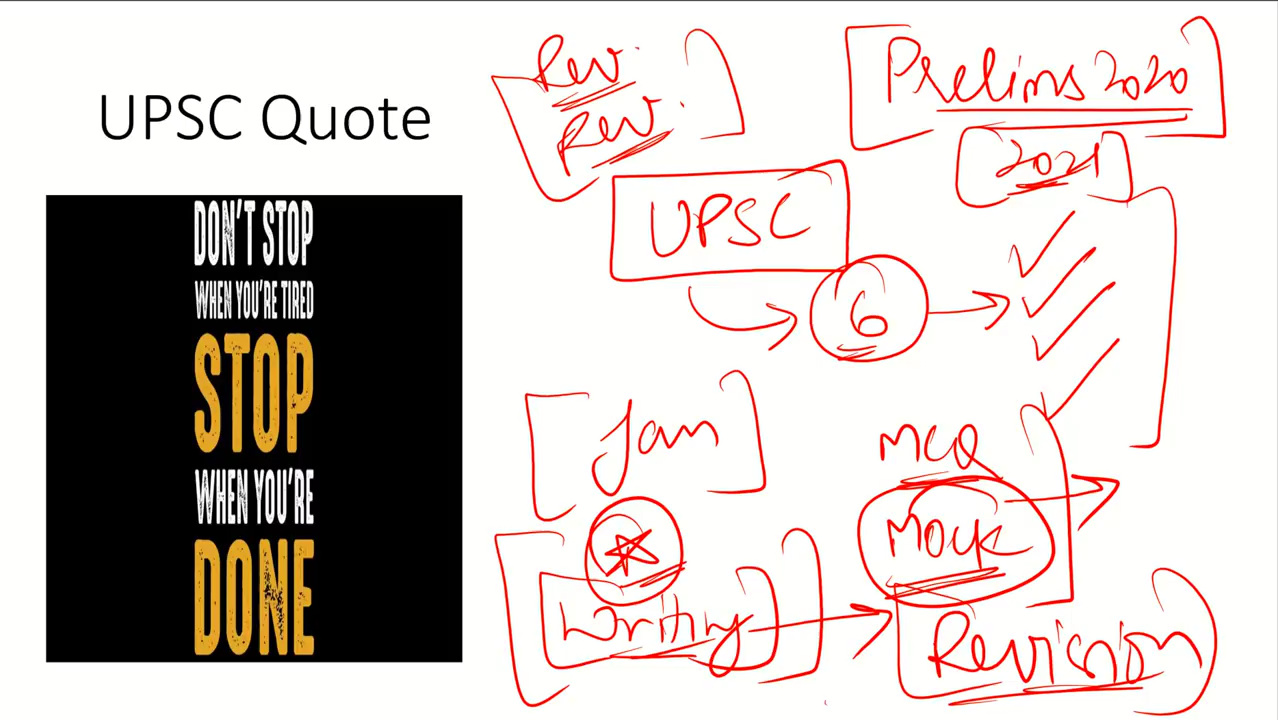 UPSC Quote
DON'T STOP
WHEN YOU'RE TIRED
STOP
WHEN YOU'RE
DONE
Rev.
Rev.
Prelims 2020
2021
UPSC
6
Jan
MCQ
Mock
Writing
Revision